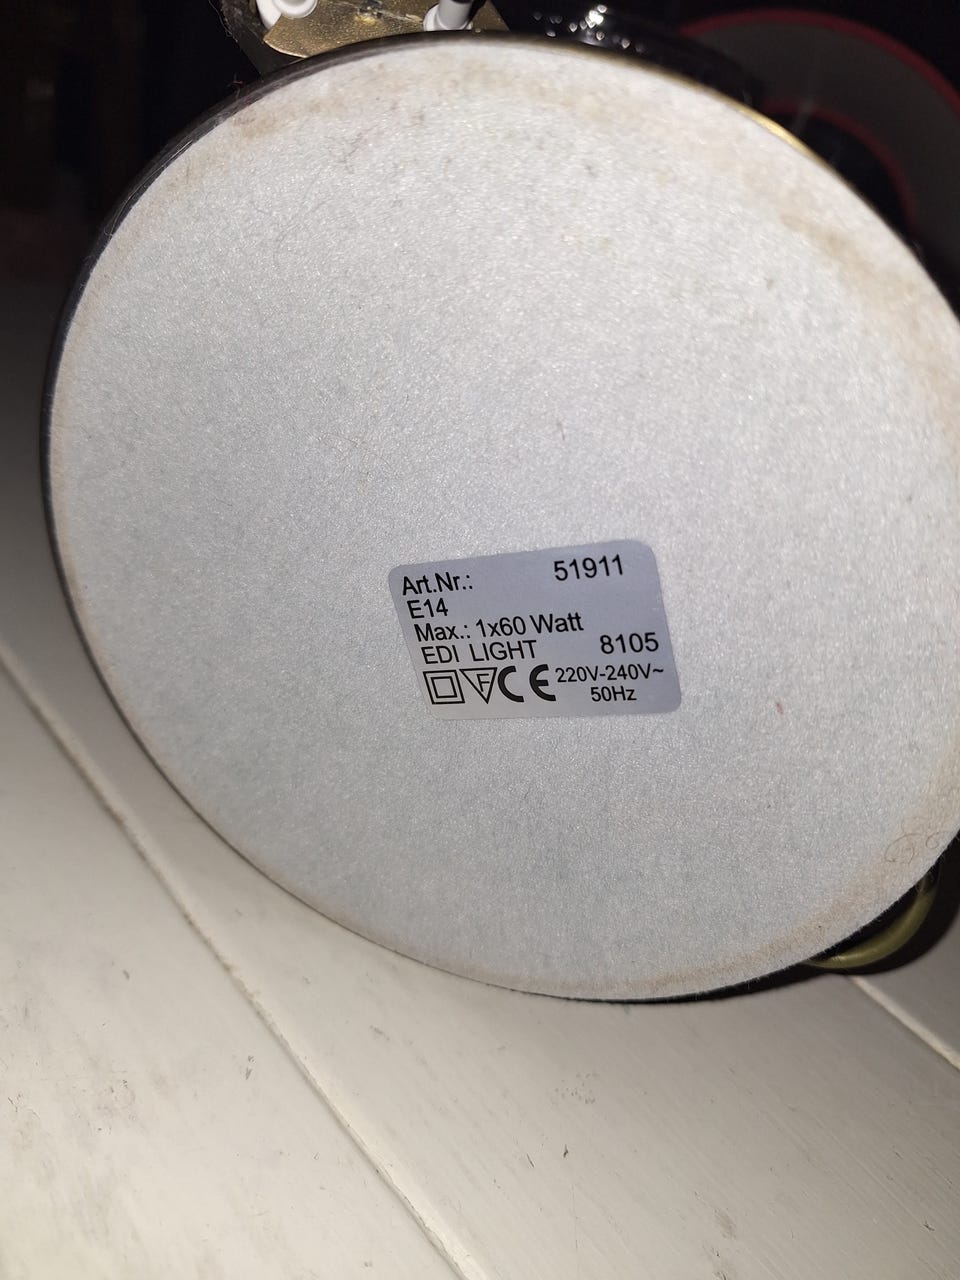 Art.Nr.: 51911
E14
Max.: 1x60 Watt
EDI LIGHT 8105
F CE 220V-240V~
50Hz